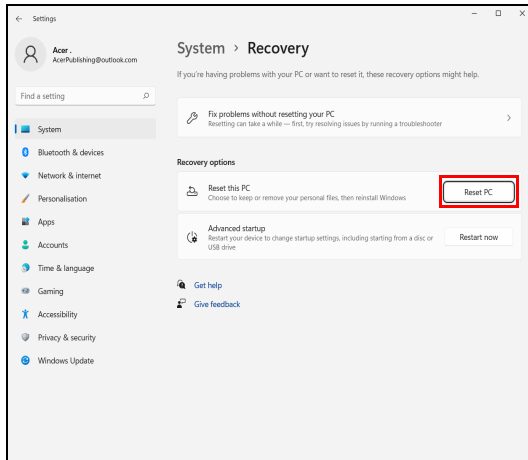 Settings
Acer .
AcerPublishing@outlook.com
Find a setting
System
Bluetooth & devices
Network & internet
Personalisation
Apps
Accounts
Time & language
Gaming
Accessibility
Privacy & security
Windows Update
System > Recovery
If you're having problems with your PC or want to reset it, these recovery options might help.
Fix problems without resetting your PC
Resetting can take a while — first, try resolving issues by running a troubleshooter
Recovery options
Reset this PC
Choose to keep or remove your personal files, then reinstall Windows
Reset PC
Advanced startup
Restart your device to change startup settings, including starting from a disc or
USB drive
Restart now
Get help
Give feedback